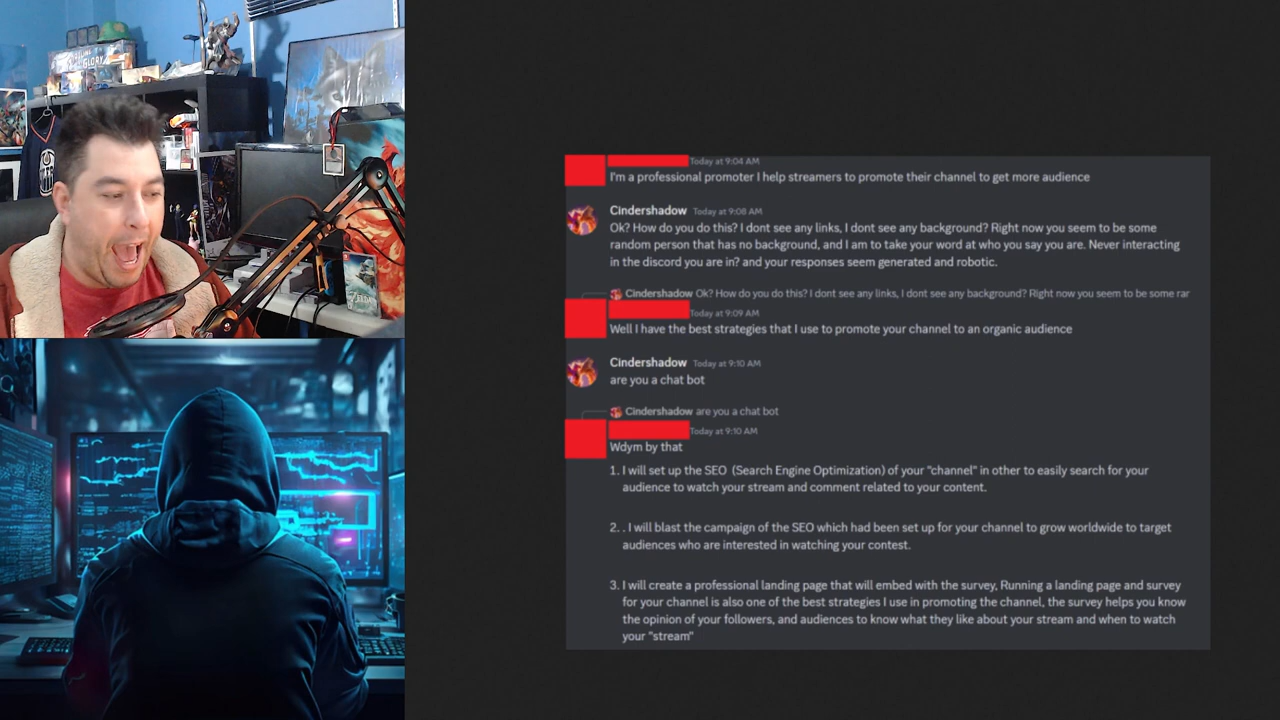 GLORY
Today at 9:04 AM
I'm a professional promoter I help streamers to promote their channel to get more audience
Cindershadow Today at 9:08 AM
Ok? How do you do this? I dont see any links, I dont see any background? Right now you seem to be some
random person that has no background, and I am to take your word at who you say you are. Never interacting
in the discord you are in? and your responses seem generated and robotic.
Cindershadow Ok? How do you do this? I dont see any links, I dont see any background? Right now you seem to be some rar
Today at 9:09 AM
Well I have the best strategies that I use to promote your channel to an organic audience
Cindershadow Today at 9:10 AM
are you a chat bot
Cindershadow are you a chat bot
Today at 9:10 AM
Wdym by that
1. I will set up the SEO (Search Engine Optimization) of your "channel" in other to easily search for your
audience to watch your stream and comment related to your content.
2. . I will blast the campaign of the SEO which had been set up for your channel to grow worldwide to target
audiences who are interested in watching your contest.
3. I will create a professional landing page that will embed with the survey, Running a landing page and survey
for your channel is also one of the best strategies I use in promoting the channel, the survey helps you know
the opinion of your followers, and audiences to know what they like about your stream and when to watch
your "stream"